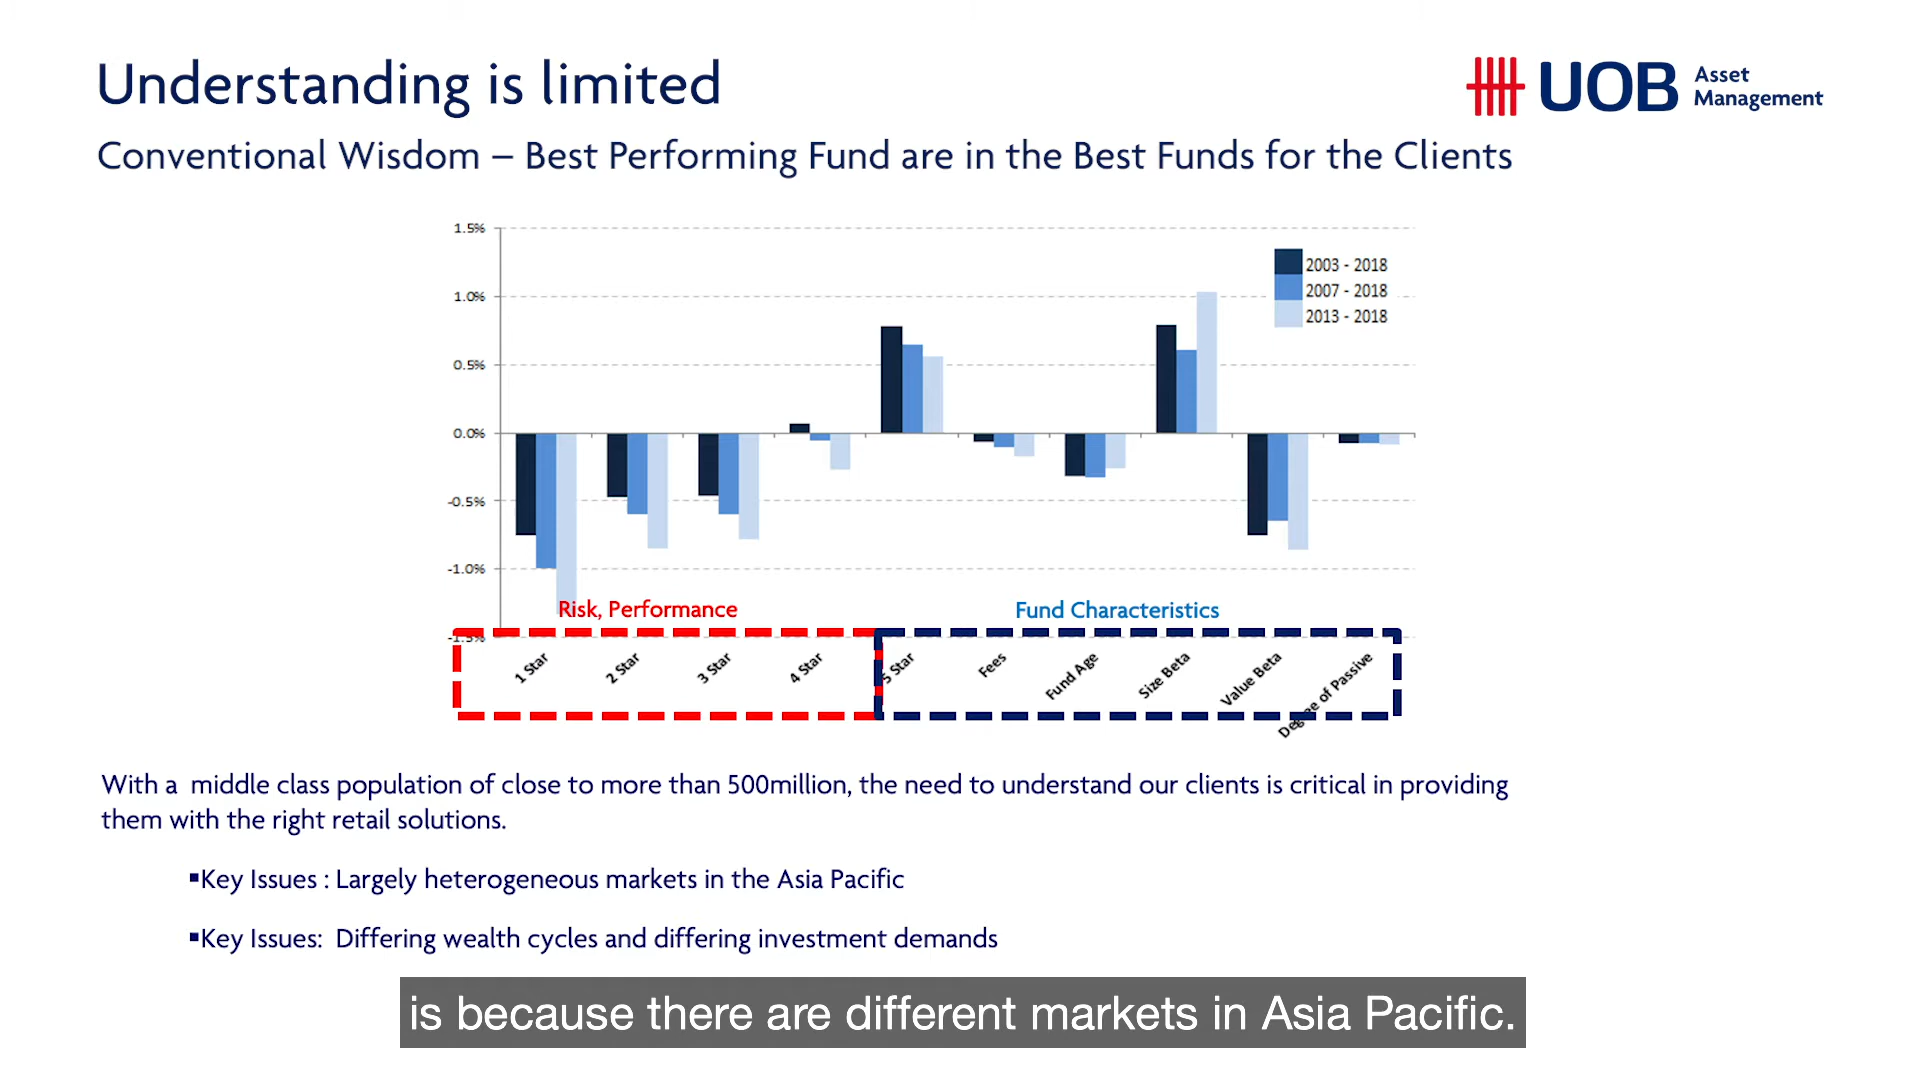 Understanding is limited
UOB Asset Management
Conventional Wisdom – Best Performing Fund are in the Best Funds for the Clients
1.5%
1.0%
0.5%
0.0%
-0.5%
-1.0%
-1.5%
2003 - 2018
2007 - 2018
2013 - 2018
Risk, Performance
Fund Characteristics
1 Star
2 Star
3 Star
4 Star
5 Star
Fees
Fund Age
Size Beta
Value Beta
Degree of Passive
With a middle class population of close to more than 500million, the need to understand our clients is critical in providing
them with the right retail solutions.
▪Key Issues : Largely heterogeneous markets in the Asia Pacific
▪Key Issues: Differing wealth cycles and differing investment demands
is because there are different markets in Asia Pacific.